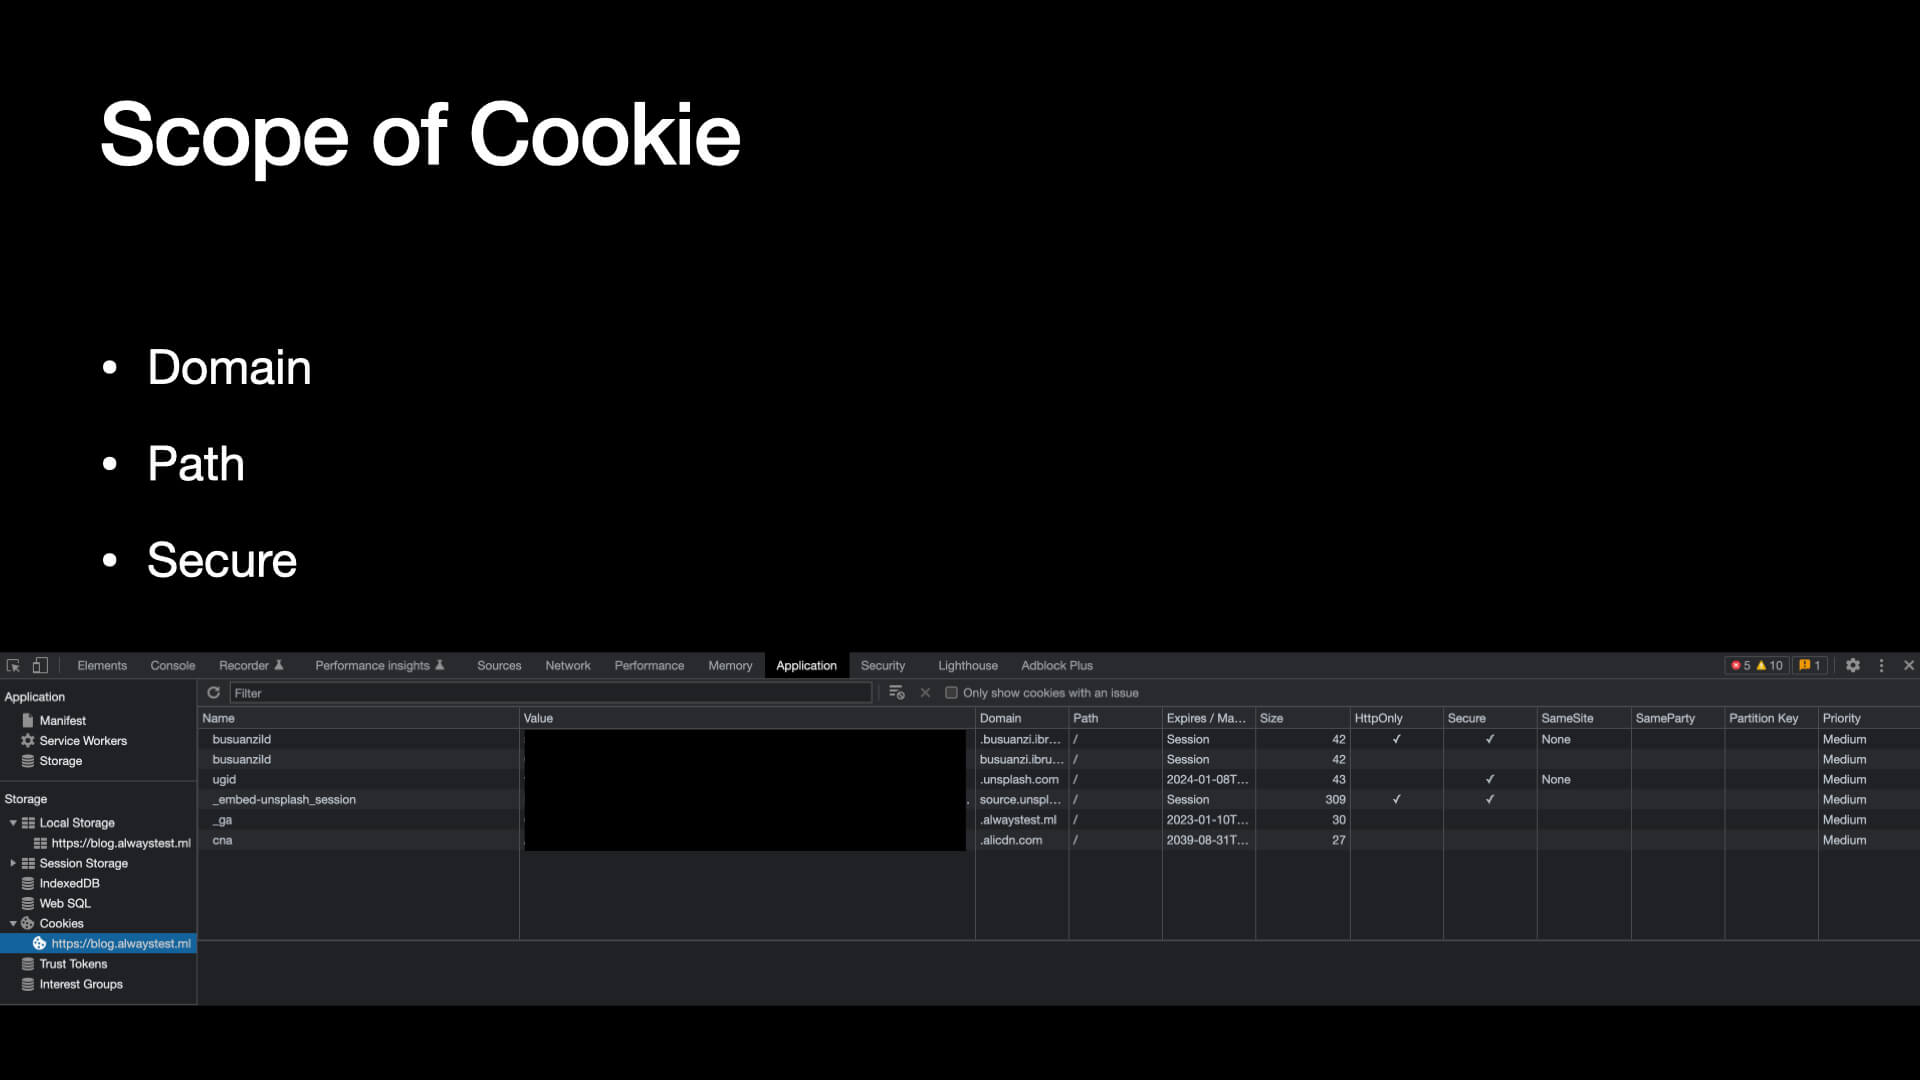 Scope of Cookie
• Domain
• Path
• Secure
Elements Console Recorder Performance insights Sources Network Performance Memory Application Security Lighthouse Adblock Plus 5 10 1
Application
Manifest
Service Workers
Storage
Storage
Local Storage
https://blog.alwaystest.ml
Session Storage
IndexedDB
Web SQL
Cookies
https://blog.alwaystest.ml
Trust Tokens
Interest Groups
Filter Only show cookies with an issue
Name Value Domain Path Expires / Ma... Size HttpOnly Secure SameSite SameParty Partition Key Priority
busuanziId .busuanzi.ibr... / Session 42 ✓ ✓ None Medium
busuanziId busuanzi.ibru... / Session 42 Medium
ugid .unsplash.com / 2024-01-08T... 43 ✓ None Medium
_embed-unsplash_session source.unspl... / Session 309 ✓ ✓ Medium
_ga .alwaystest.ml / 2023-01-10T... 30 Medium
cna .alicdn.com / 2039-08-31T... 27 Medium